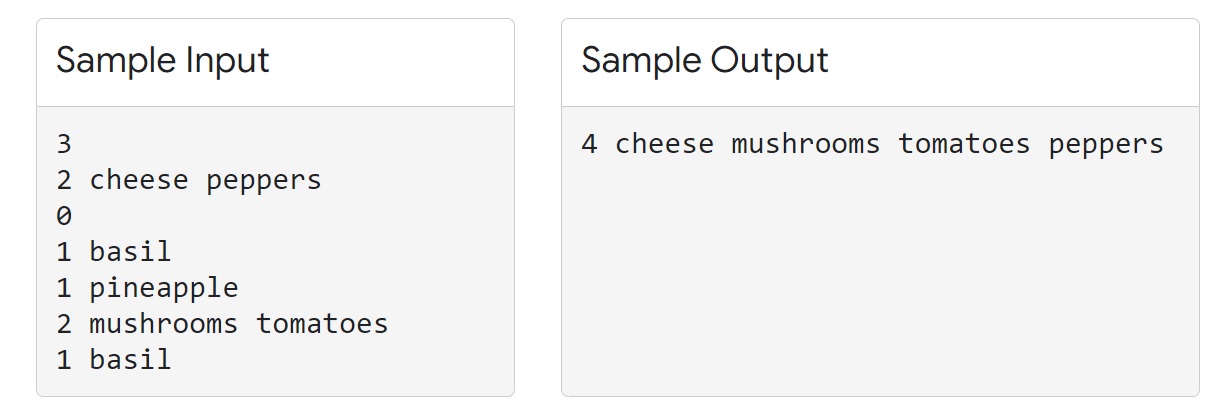 Sample Input
3
2 cheese peppers
0
1 basil
1 pineapple
2 mushrooms tomatoes
1 basil
Sample Output
4 cheese mushrooms tomatoes peppers